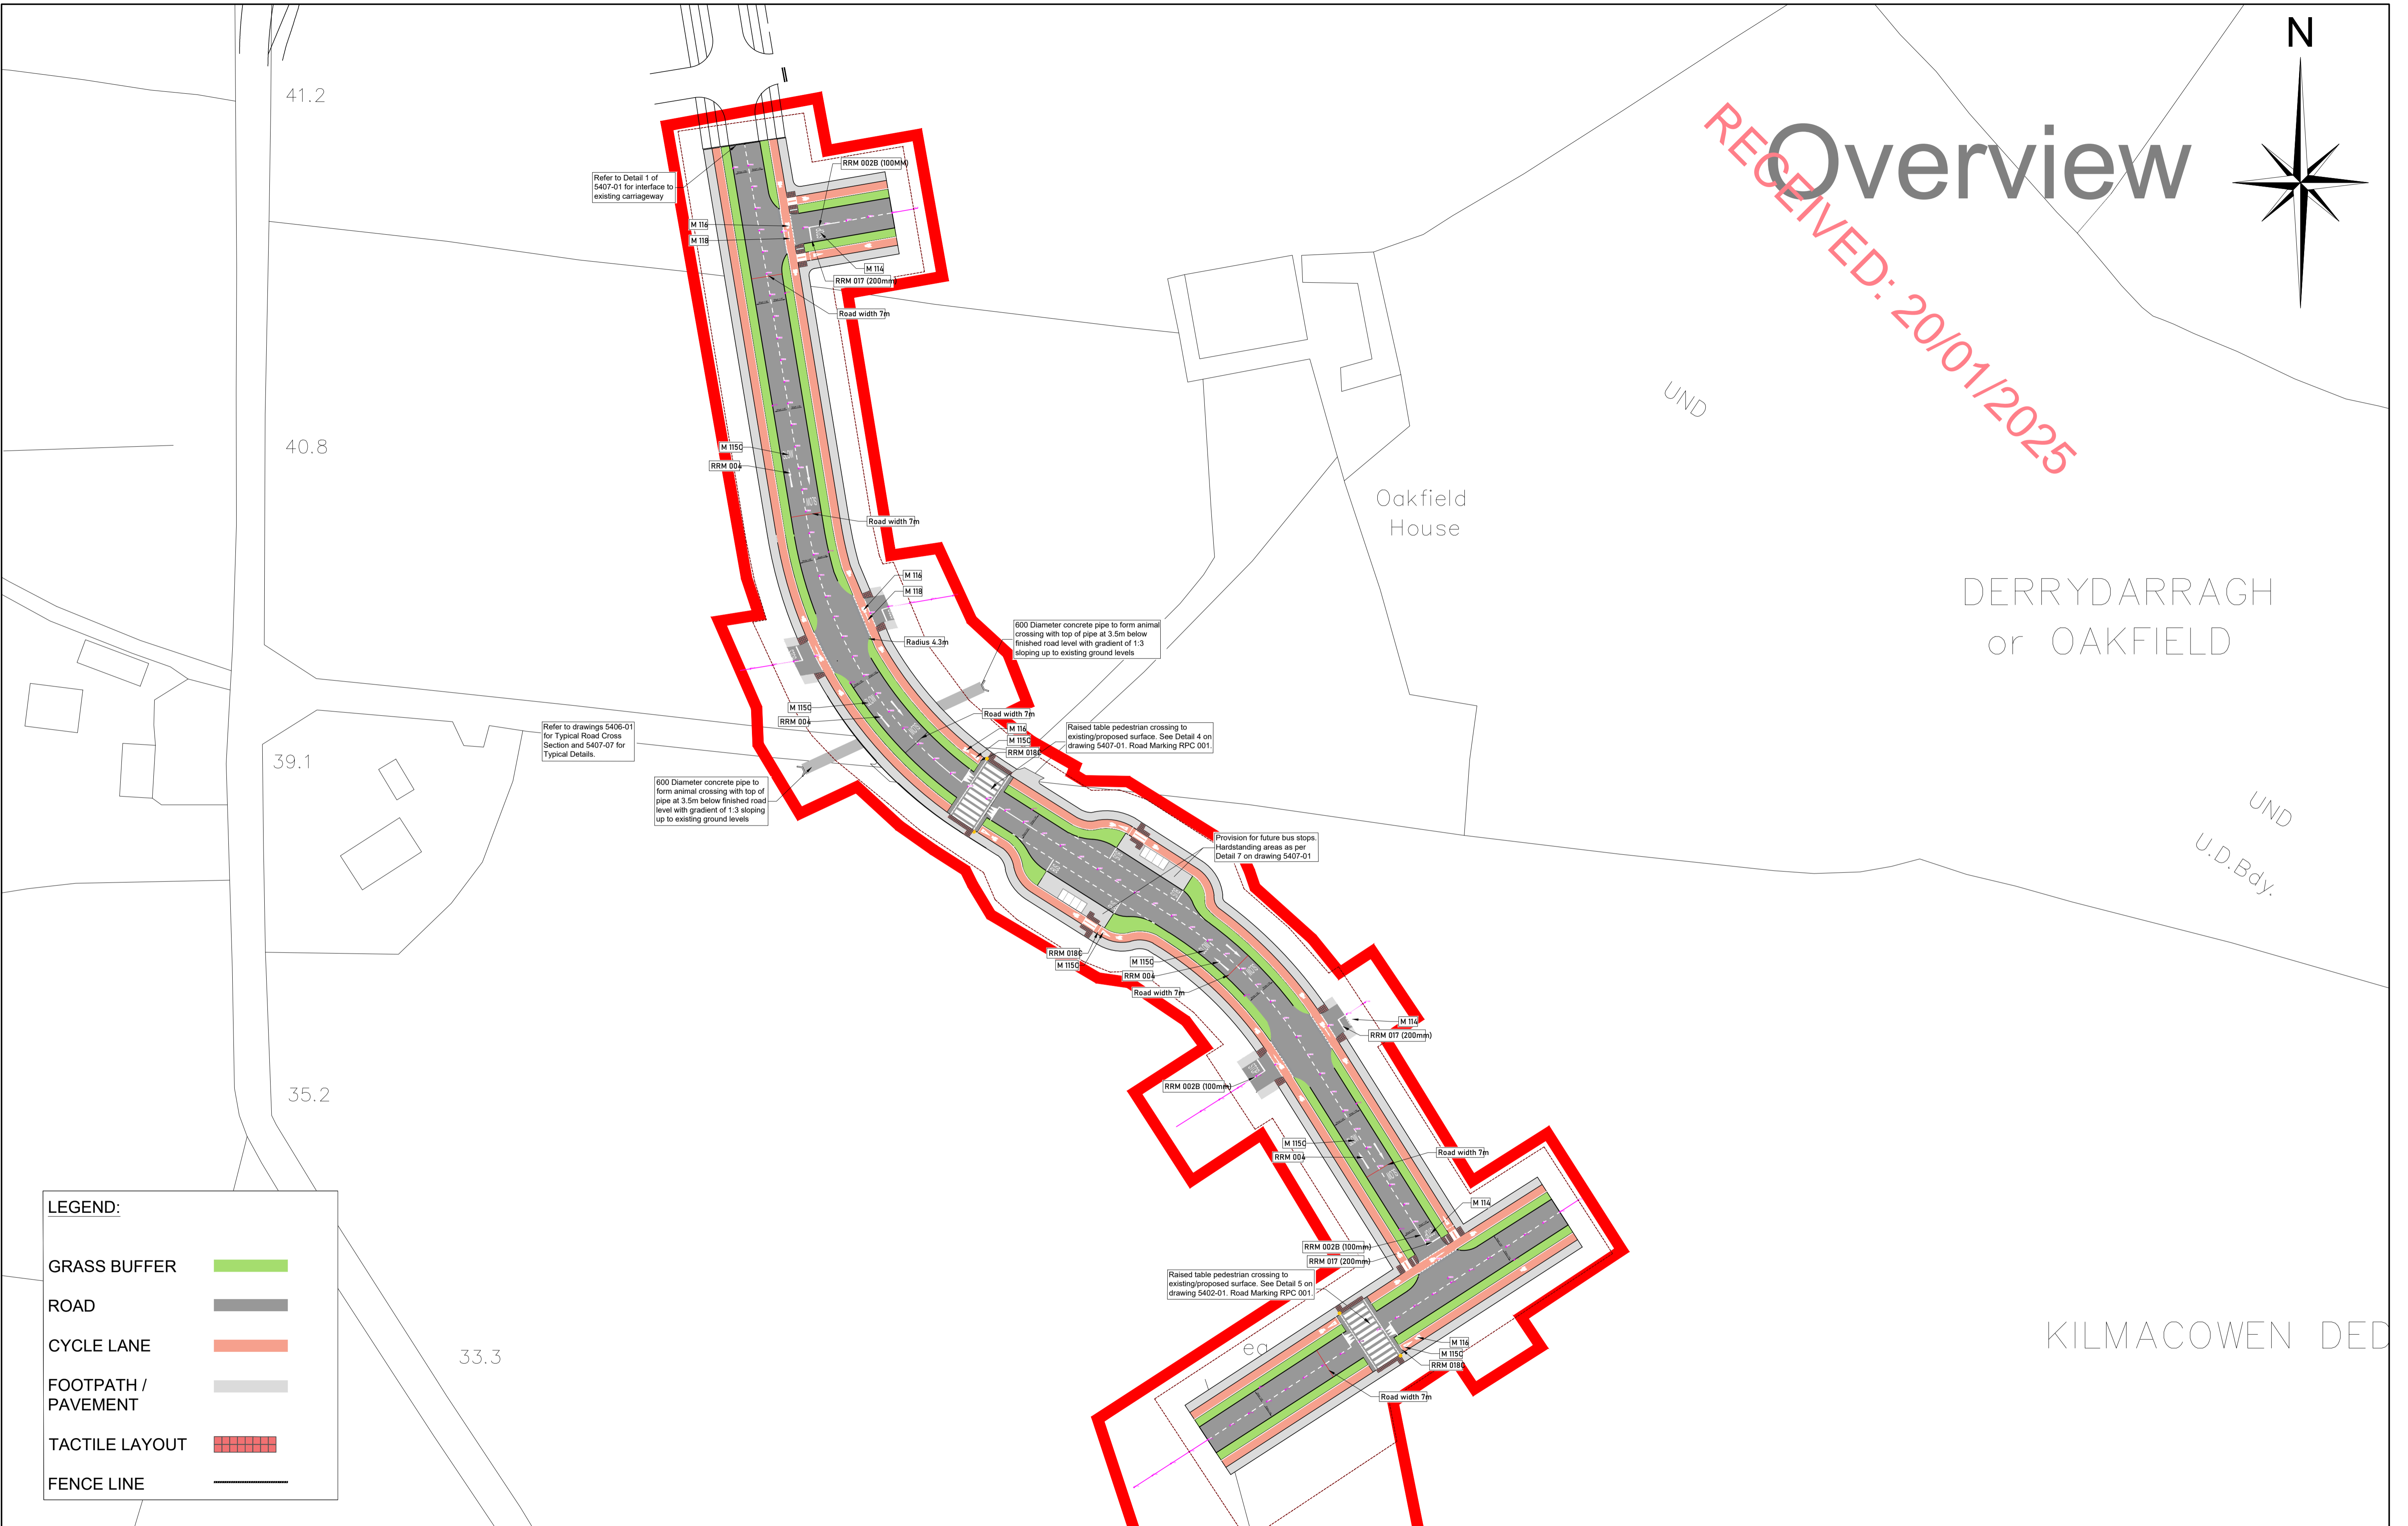 N
Overview
RECEIVED: 20/01/2025
41.2
RRM 002B (100MM)
Refer to Detail 1 of
5407-01 for interface to
existing carriageway
M 116
M 118
M 114
RRM 017 (200mm)
Road width 7m
UND
40.8
M 115C
RRM 004
Oakfield
House
Road width 7m
M 116
M 118
DERRYDARRAGH
or OAKFIELD
600 Diameter concrete pipe to form animal
crossing with top of pipe at 3.5m below
finished road level with gradient of 1:3
sloping up to existing ground levels
Radius 4.3m
M 115C
RRM 004
Road width 7m
Refer to drawings 5406-01
for Typical Road Cross
Section and 5407-07 for
Typical Details.
M 116
M 115C
RRM 018C
Raised table pedestrian crossing to
existing/proposed surface. See Detail 4 on
drawing 5407-01. Road Marking RPC 001.
39.1
600 Diameter concrete pipe to
form animal crossing with top of
pipe at 3.5m below finished road
level with gradient of 1:3 sloping
up to existing ground levels
UND
U.D.Bdy.
Provision for future bus stops.
Hardstanding areas as per
Detail 7 on drawing 5407-01
RRM 018C
M 115C
M 115C
RRM 004
Road width 7m
M 114
RRM 017 (200mm)
RRM 002B (100mm)
35.2
M 115C
RRM 004
Road width 7m
M 114
RRM 002B (100mm)
RRM 017 (200mm)
Raised table pedestrian crossing to
existing/proposed surface. See Detail 5 on
drawing 5402-01. Road Marking RPC 001.
KILMACOWEN DED
33.3
M 116
M 115C
RRM 018C
Road width 7m
LEGEND:
GRASS BUFFER
ROAD
CYCLE LANE
FOOTPATH /
PAVEMENT
TACTILE LAYOUT
FENCE LINE